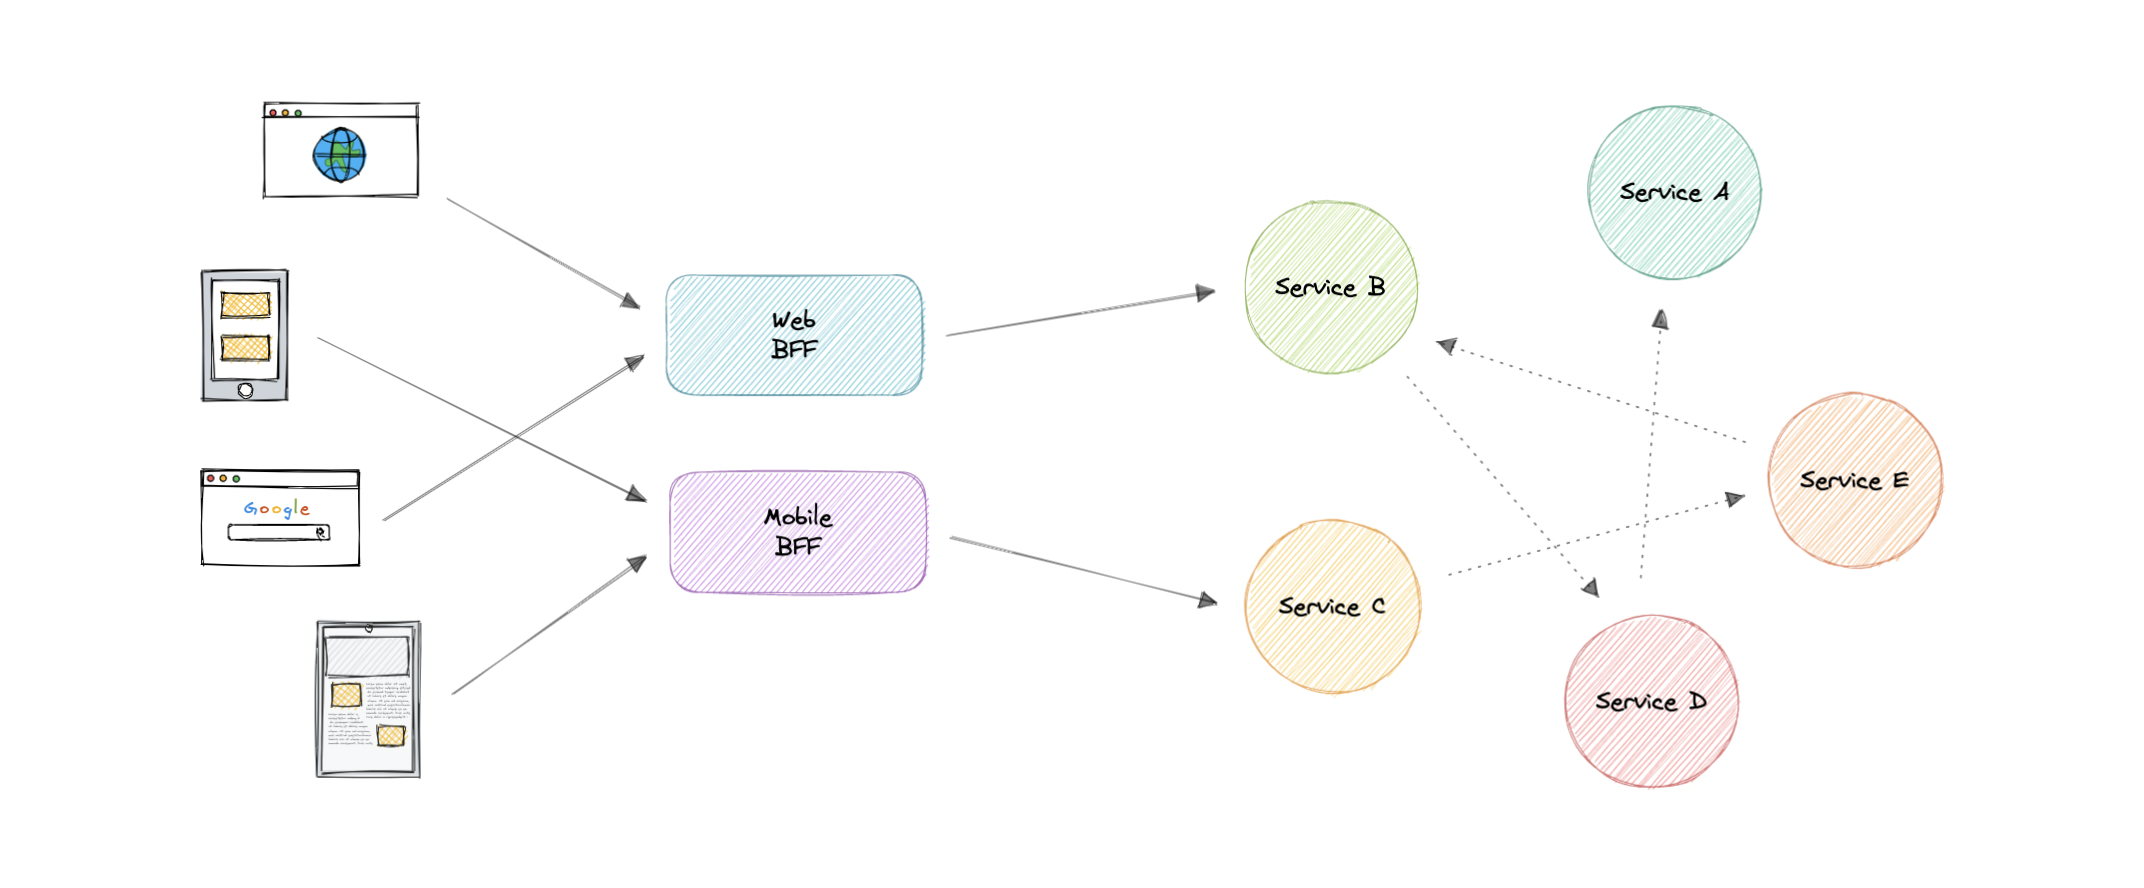 Google
Web
BFF
Mobile
BFF
Service A
Service B
Service E
Service C
Service D